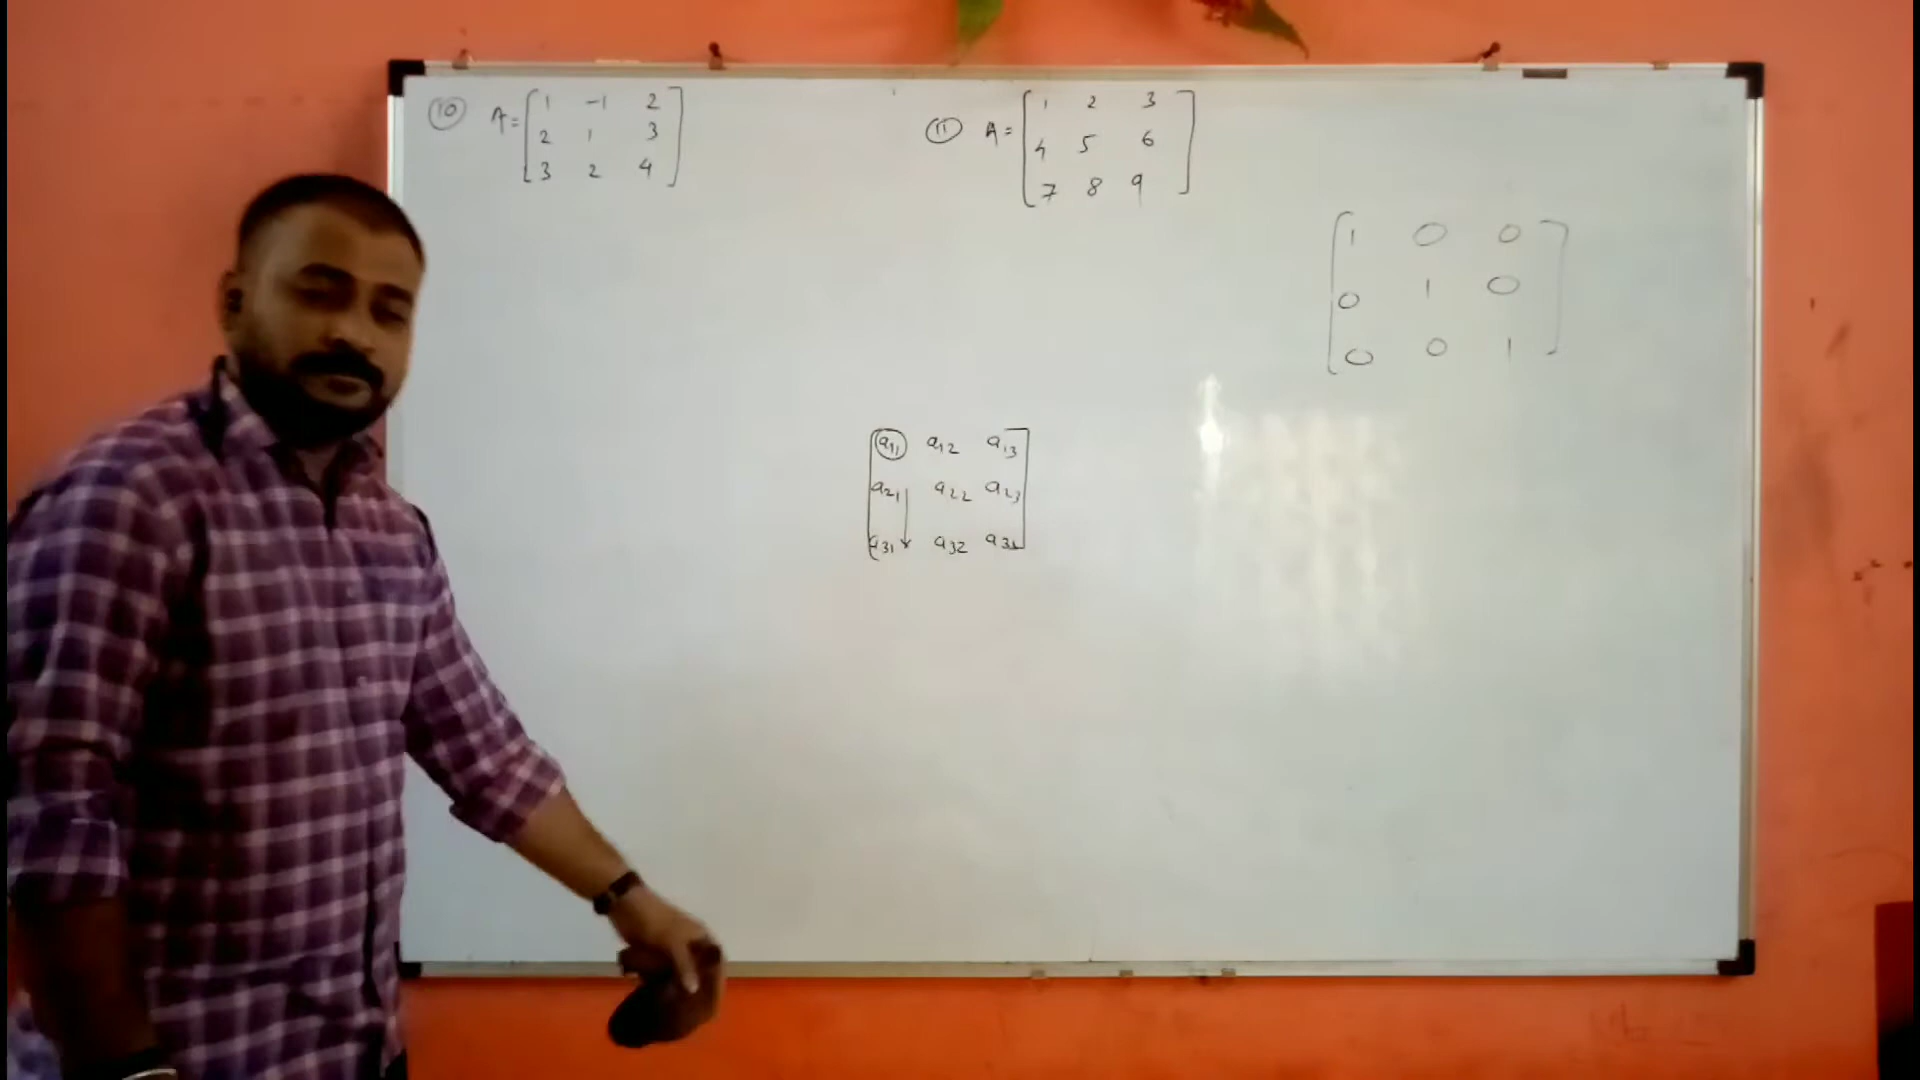 10 A = [ 1 -1 2
2 1 3
3 2 4 ]
11 A = [ 1 2 3
4 5 6
7 8 9 ]
[ 1 0 0
0 1 0
0 0 1 ]
[ a11 a12 a13
a21 a22 a23
a31 a32 a33 ]